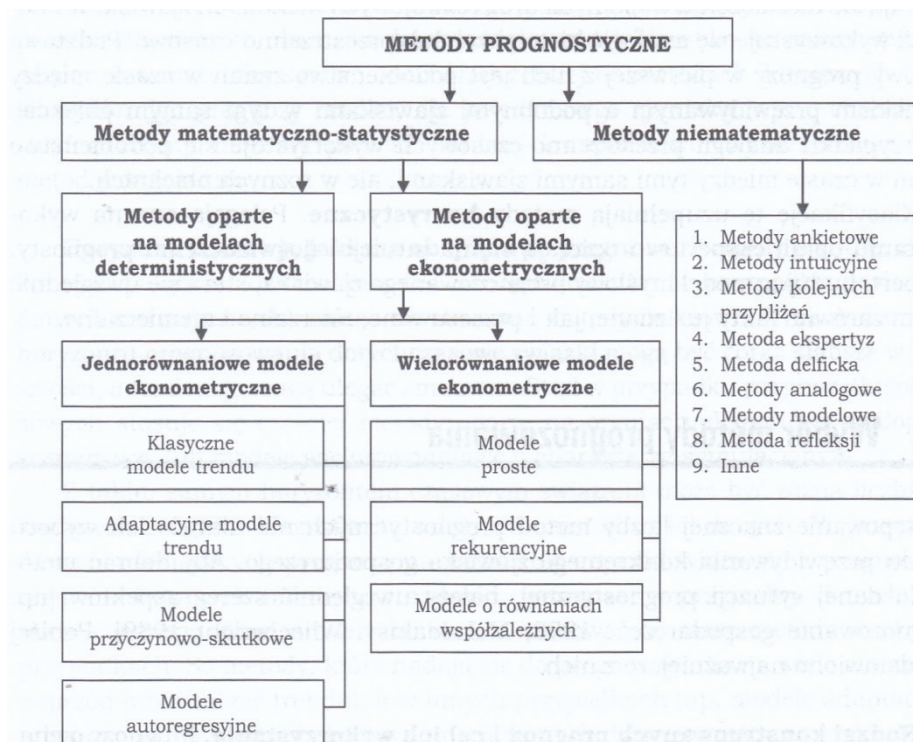 METODY PROGNOSTYCZNE
Metody matematyczno-statystyczne
Metody niematematyczne
Metody oparte
na modelach
deterministycznych
Metody oparte
na modelach
ekonometrycznych
1. Metody ankietowe
2. Metody intuicyjne
3. Metody kolejnych
przybliżeń
4. Metoda ekspertyz
5. Metoda delficka
6. Metody analogowe
7. Metody modelowe
8. Metoda refleksji
9. Inne
Jednorównaniowe modele
ekonometryczne
Wielorównaniowe modele
ekonometryczne
Klasyczne
modele trendu
Adaptacyjne modele
trendu
Modele
przyczynowo-skutkowe
Modele
autoregresyjne
Modele
proste
Modele
rekurencyjne
Modele o równaniach
współzależnych